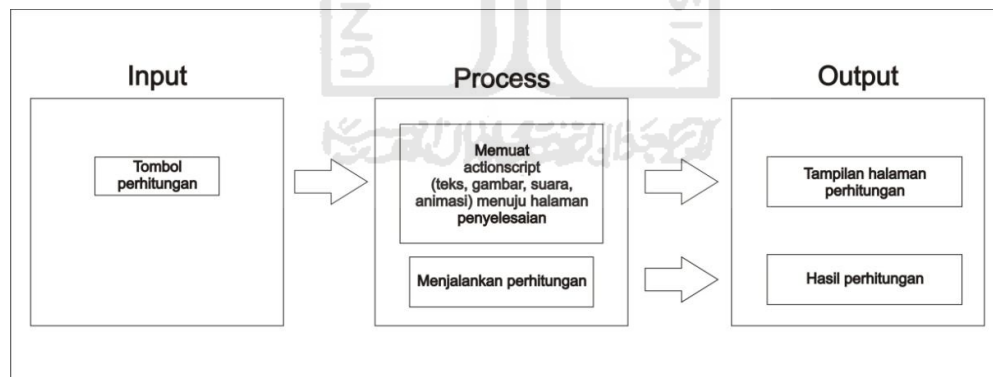 Input
Process
Output
Tombol
perhitungan
Memuat
actionscript
(teks, gambar, suara,
animasi) menuju halaman
penyelesaian
Menjalankan perhitungan
Tampilan halaman
perhitungan
Hasil perhitungan